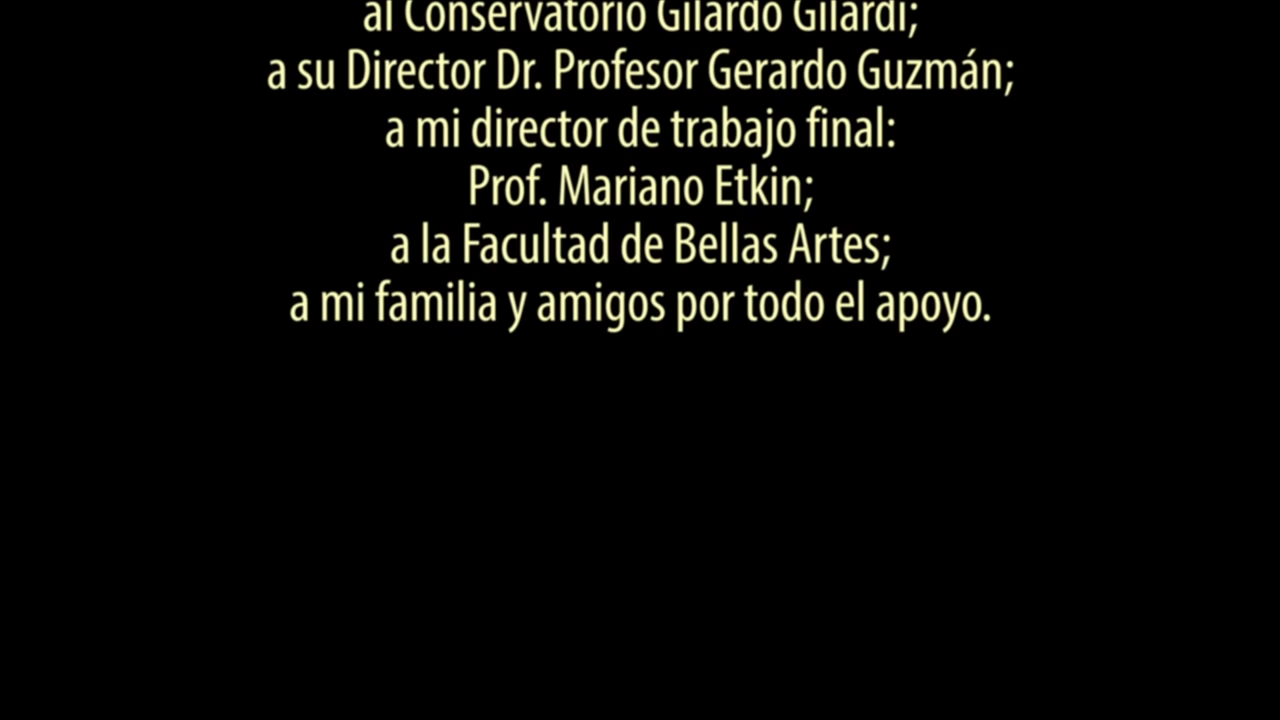 al Conservatorio Gilardo Gilardi;
a su Director Dr. Profesor Gerardo Guzmán;
a mi director de trabajo final:
Prof. Mariano Etkin;
a la Facultad de Bellas Artes;
a mi familia y amigos por todo el apoyo.